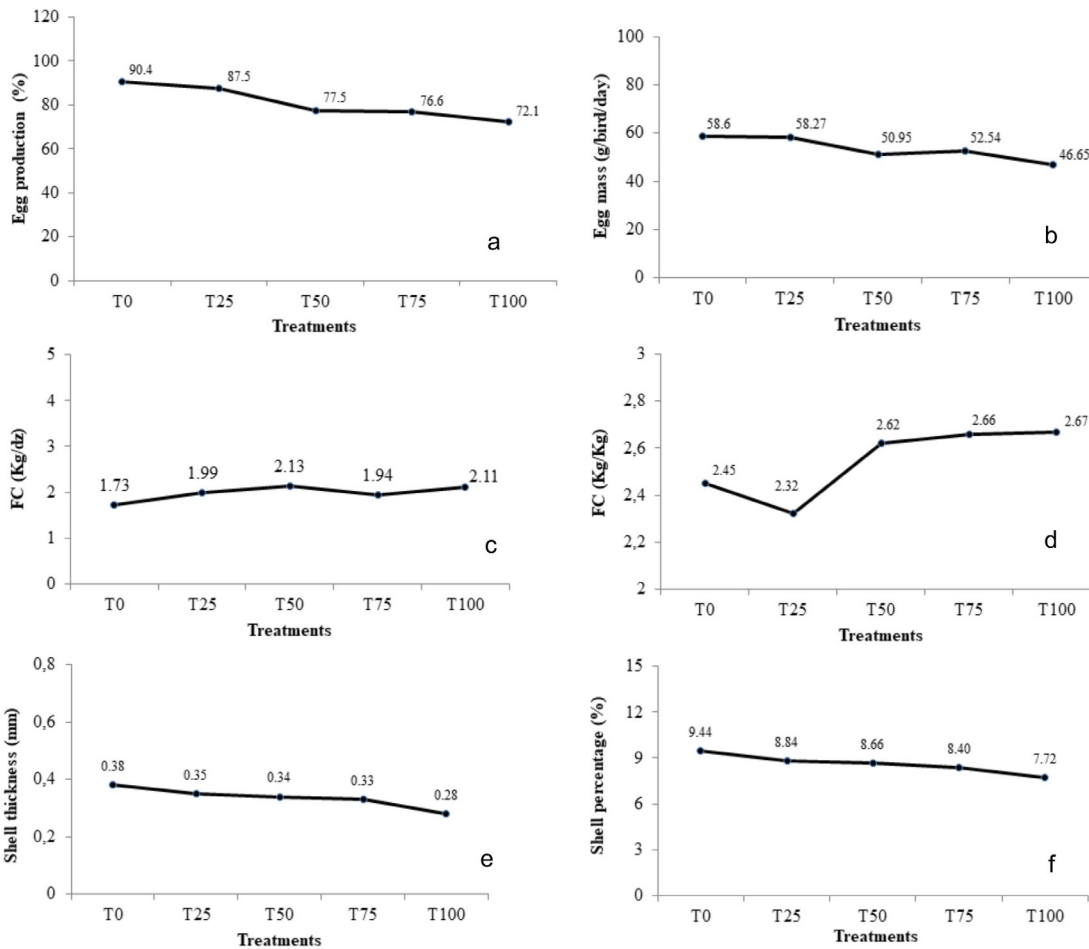 120
100
80
60
40
20
0
Egg production (%)
90.4
87.5
77.5
76.6
72.1
a
T0 T25 T50 T75 T100
Treatments
100
80
60
40
20
0
Egg mass (g/bird/day)
58.6
58.27
50.95
52.54
46.65
b
T0 T25 T50 T75 T100
Treatments
5
4
3
2
1
0
FC (Kg/dz)
1.73
1.99
2.13
1.94
2.11
c
T0 T25 T50 T75 T100
Treatments
3
2,8
2,6
2,4
2,2
2
FC (Kg/Kg)
2.45
2.32
2.62
2.66
2.67
d
T0 T25 T50 T75 T100
Treatments
0,8
0,6
0,4
0,2
0
Shell thickness (mm)
0.38
0.35
0.34
0.33
0.28
e
T0 T25 T50 T75 T100
Treatments
15
12
9
6
3
0
Shell percentage (%)
9.44
8.84
8.66
8.40
7.72
f
T0 T25 T50 T75 T100
Treatments